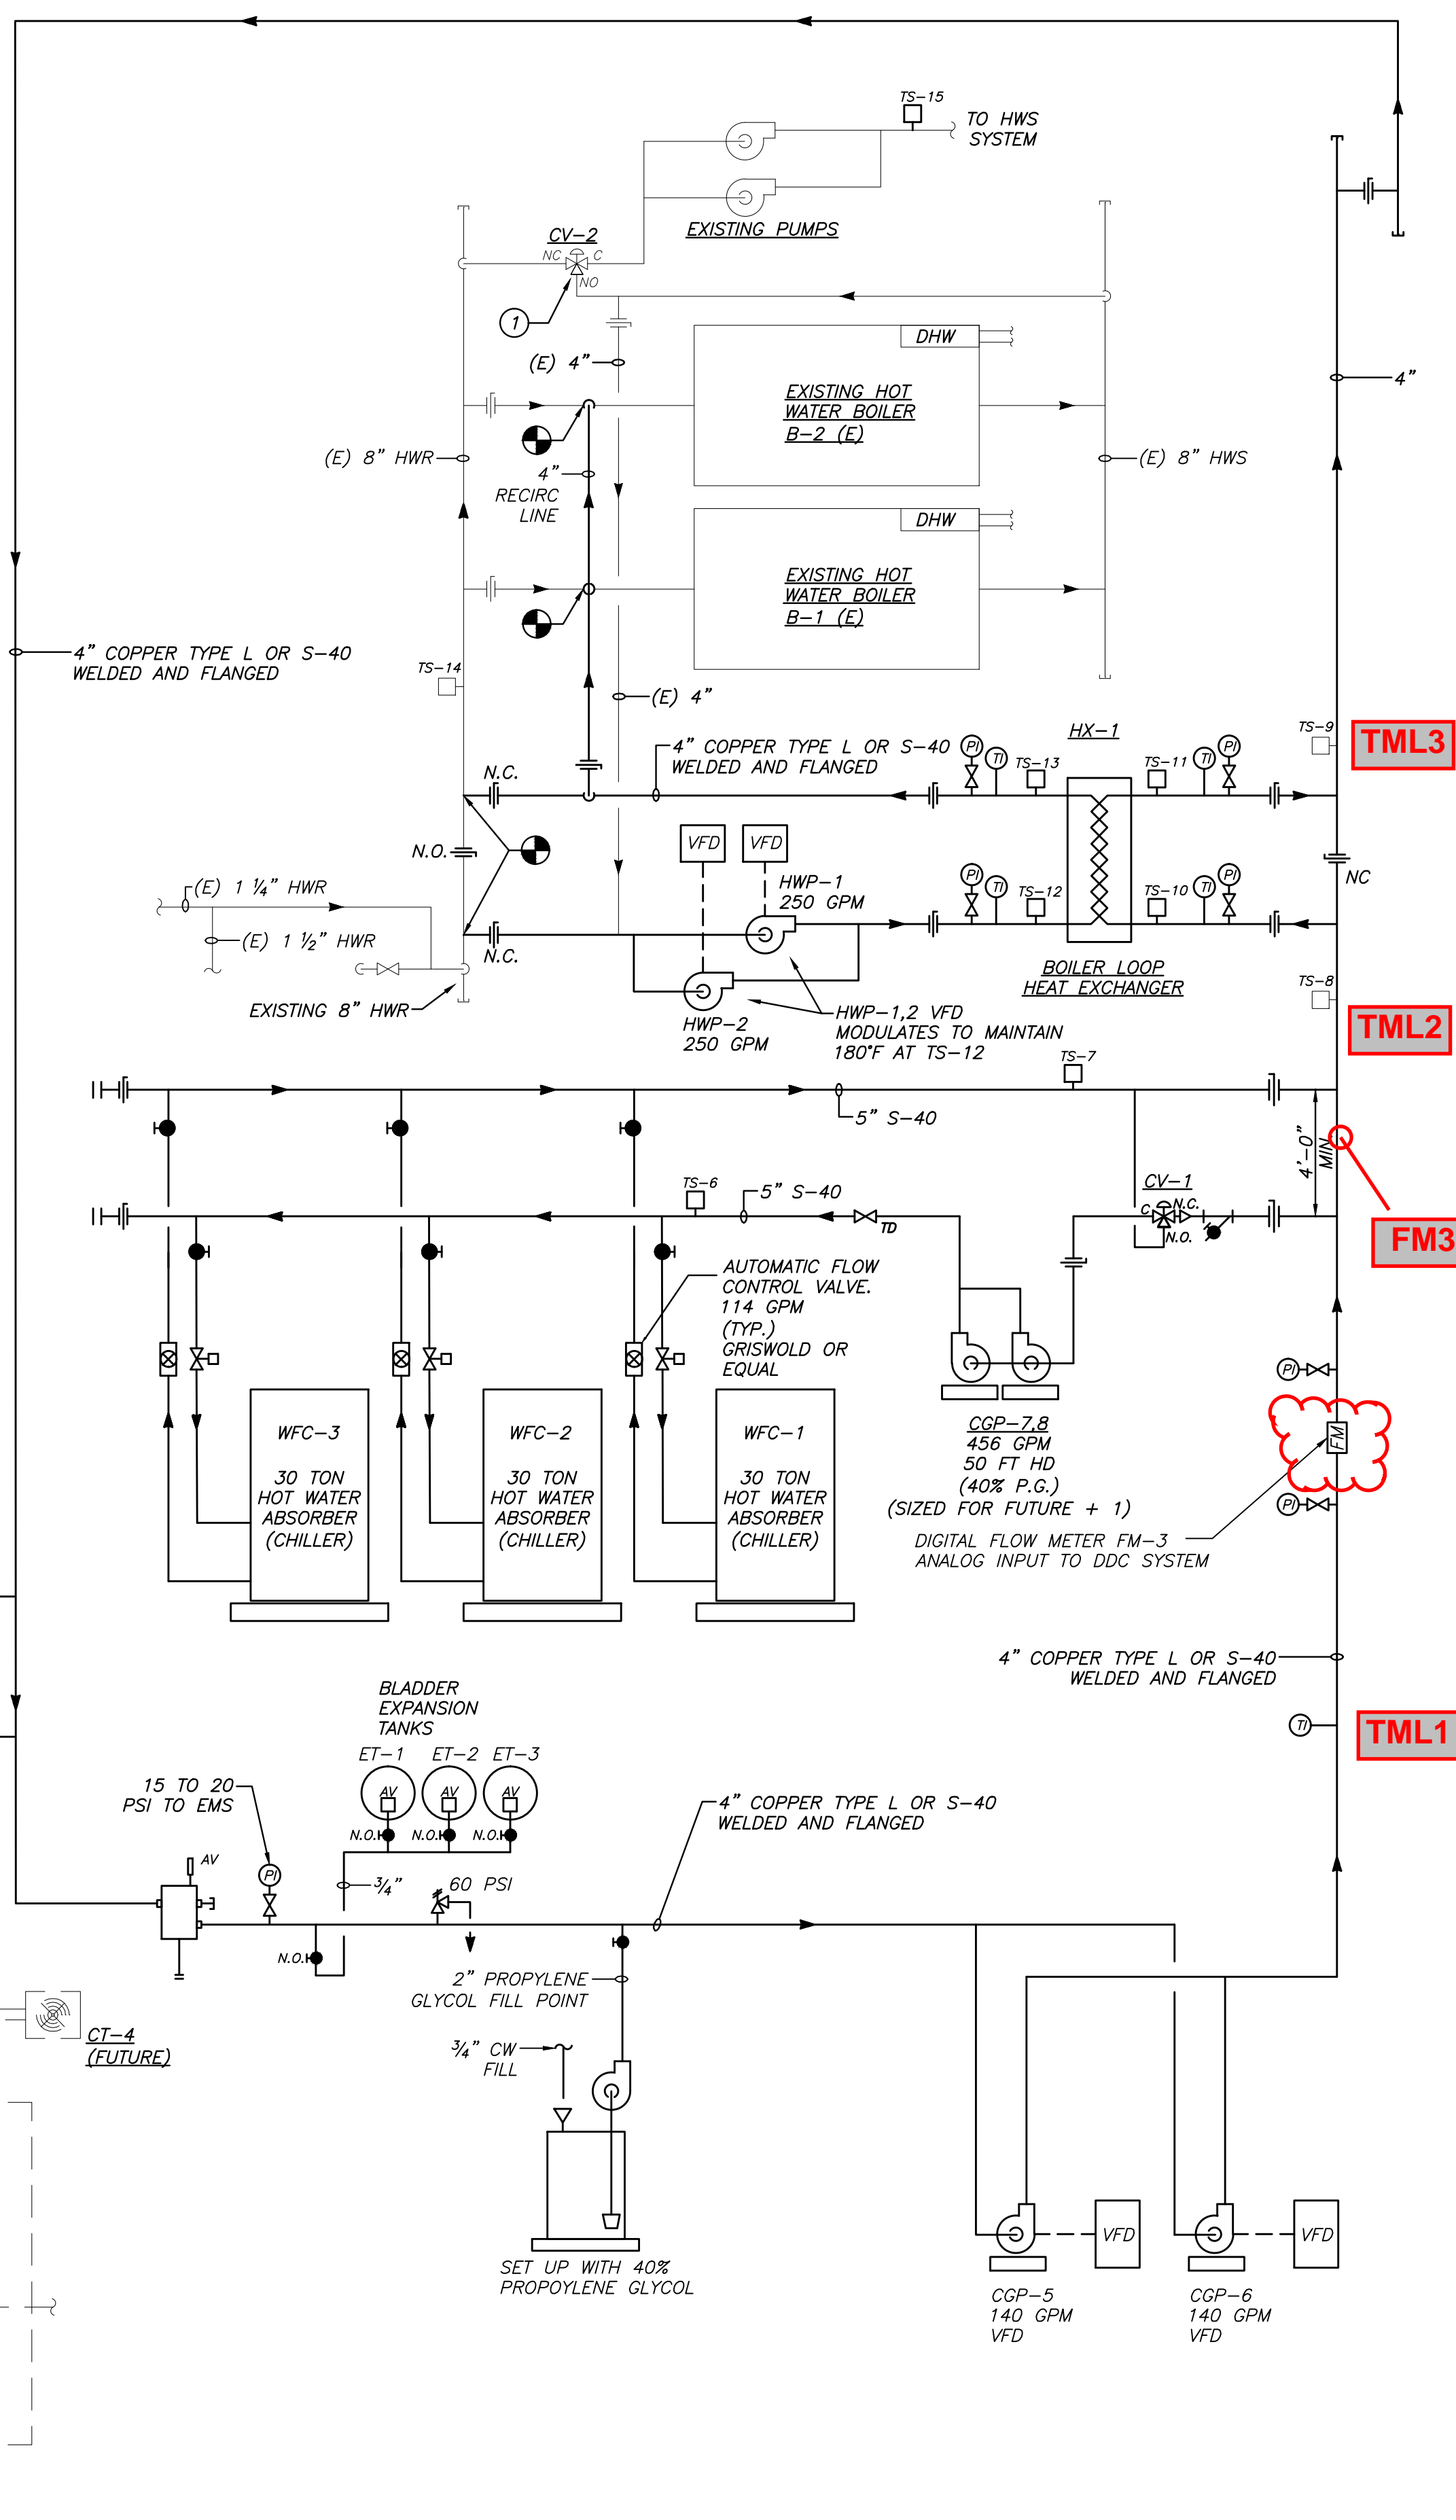 TS-15
TO HWS
SYSTEM
EXISTING PUMPS
CV-2
NC
C
NO
1
(E) 4"
DHW
EXISTING HOT
WATER BOILER
B-2 (E)
4"
(E) 8" HWR
4"
RECIRC
LINE
(E) 8" HWS
DHW
EXISTING HOT
WATER BOILER
B-1 (E)
4" COPPER TYPE L OR S-40
WELDED AND FLANGED
TS-14
(E) 4"
TS-9
TML3
HX-1
4" COPPER TYPE L OR S-40
WELDED AND FLANGED
PI
TI
TS-13
TS-11
TI
PI
N.C.
N.O.
VFD
VFD
HWP-1
250 GPM
PI
TI
TS-12
TS-10
TI
PI
NC
(E) 1 1/4" HWR
(E) 1 1/2" HWR
N.C.
BOILER LOOP
HEAT EXCHANGER
TS-8
TML2
EXISTING 8" HWR
HWP-2
250 GPM
HWP-1,2 VFD
MODULATES TO MAINTAIN
180°F AT TS-12
TS-7
5" S-40
4'-0"
MIN
TS-6
5" S-40
CV-1
C
N.C.
N.O.
TD
FM3
AUTOMATIC FLOW
CONTROL VALVE.
114 GPM
(TYP.)
GRISWOLD OR
EQUAL
PI
WFC-3
30 TON
HOT WATER
ABSORBER
(CHILLER)
WFC-2
30 TON
HOT WATER
ABSORBER
(CHILLER)
WFC-1
30 TON
HOT WATER
ABSORBER
(CHILLER)
CGP-7,8
456 GPM
50 FT HD
(40% P.G.)
(SIZED FOR FUTURE + 1)
FM
PI
DIGITAL FLOW METER FM-3
ANALOG INPUT TO DDC SYSTEM
4" COPPER TYPE L OR S-40
WELDED AND FLANGED
TI
TML1
BLADDER
EXPANSION
TANKS
ET-1
ET-2
ET-3
AV
AV
AV
15 TO 20
PSI TO EMS
N.O.
N.O.
N.O.
4" COPPER TYPE L OR S-40
WELDED AND FLANGED
AV
PI
3/4"
60 PSI
N.O.
2" PROPYLENE
GLYCOL FILL POINT
CT-4
(FUTURE)
3/4" CW
FILL
SET UP WITH 40%
PROPOYLENE GLYCOL
VFD
VFD
CGP-5
140 GPM
VFD
CGP-6
140 GPM
VFD